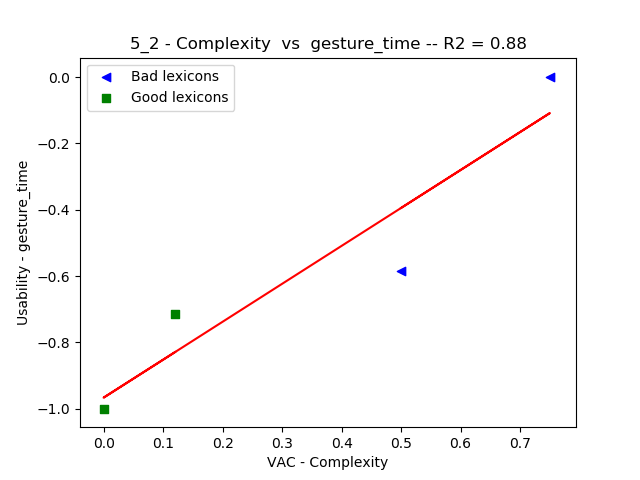 5_2 - Complexity  vs  gesture_time -- R2 = 0.88
Bad lexicons
Good lexicons
Usability - gesture_time
0.0
−0.2
−0.4
−0.6
−0.8
−1.0
0.0 0.1 0.2 0.3 0.4 0.5 0.6 0.7
VAC - Complexity